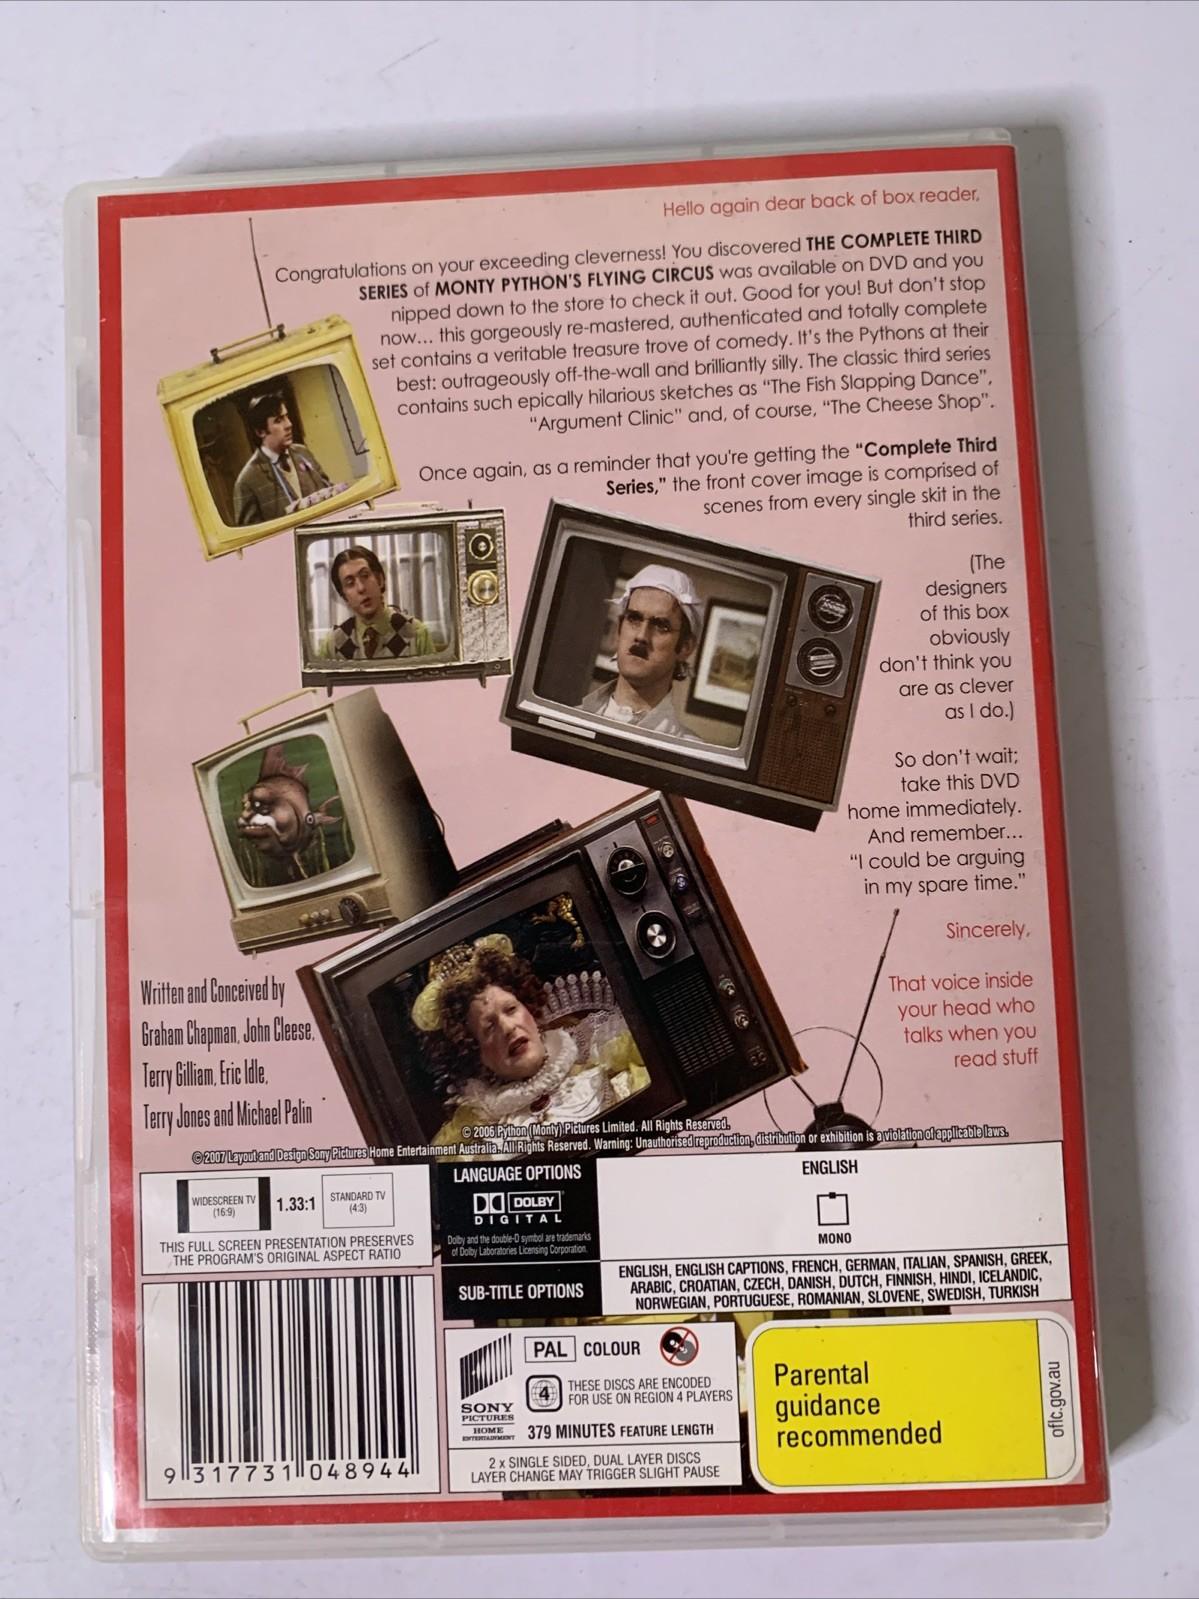 Hello again dear back of box reader,
Congratulations on your exceeding cleverness! You discovered THE COMPLETE THIRD
SERIES of MONTY PYTHON'S FLYING CIRCUS was available on DVD and you
nipped down to the store to check it out. Good for you! But don't stop
now... this gorgeously re-mastered, authenticated and totally complete
set contains a veritable treasure trove of comedy. It's the Pythons at their
best: outrageously off-the-wall and brilliantly silly. The classic third series
contains such epically hilarious sketches as "The Fish Slapping Dance",
"Argument Clinic" and, of course, "The Cheese Shop".
Once again, as a reminder that you're getting the "Complete Third
Series," the front cover image is comprised of
scenes from every single skit in the
third series.
(The
designers
of this box
obviously
don't think you
are as clever
as I do.)
So don't wait;
take this DVD
home immediately.
And remember...
"I could be arguing
in my spare time."
Sincerely,
That voice inside
your head who
talks when you
read stuff
Written and Conceived by
Graham Chapman, John Cleese,
Terry Gilliam, Eric Idle,
Terry Jones and Michael Palin
© 2006 Python (Monty) Pictures Limited. All Rights Reserved.
© 2007 Layout and Design Sony Pictures Home Entertainment Australia. All Rights Reserved. Warning: Unauthorised reproduction, distribution or exhibition is a violation of applicable laws.
WIDESCREEN TV
(16:9)
1.33:1
STANDARD TV
(4:3)
THIS FULL SCREEN PRESENTATION PRESERVES
THE PROGRAM'S ORIGINAL ASPECT RATIO
LANGUAGE OPTIONS
DOLBY
DIGITAL
Dolby and the double-D symbol are trademarks
of Dolby Laboratories Licensing Corporation.
ENGLISH
MONO
SUB-TITLE OPTIONS
ENGLISH, ENGLISH CAPTIONS, FRENCH, GERMAN, ITALIAN, SPANISH, GREEK,
ARABIC, CROATIAN, CZECH, DANISH, DUTCH, FINNISH, HINDI, ICELANDIC,
NORWEGIAN, PORTUGUESE, ROMANIAN, SLOVENE, SWEDISH, TURKISH
9 317731 048944
SONY
PICTURES
HOME
ENTERTAINMENT
PAL COLOUR
4
THESE DISCS ARE ENCODED
FOR USE ON REGION 4 PLAYERS
379 MINUTES FEATURE LENGTH
2 x SINGLE SIDED, DUAL LAYER DISCS
LAYER CHANGE MAY TRIGGER SLIGHT PAUSE
Parental
guidance
recommended
oflc.gov.au